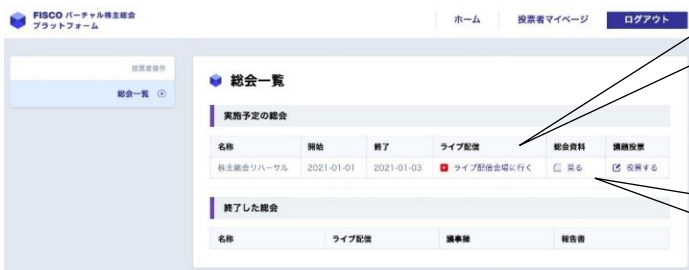 FISCO バーチャル株主総会
プラットフォーム
ホーム 投票者マイページ ログアウト
投票者操作
総会一覧
総会一覧
実施予定の総会
名称 開始 終了 ライブ配信 総会資料 議題投票
株主総会リハーサル 2021-01-01 2021-01-03 ライブ配信会場に行く 見る 投票する
終了した総会
名称 ライブ配信 議事録 報告書